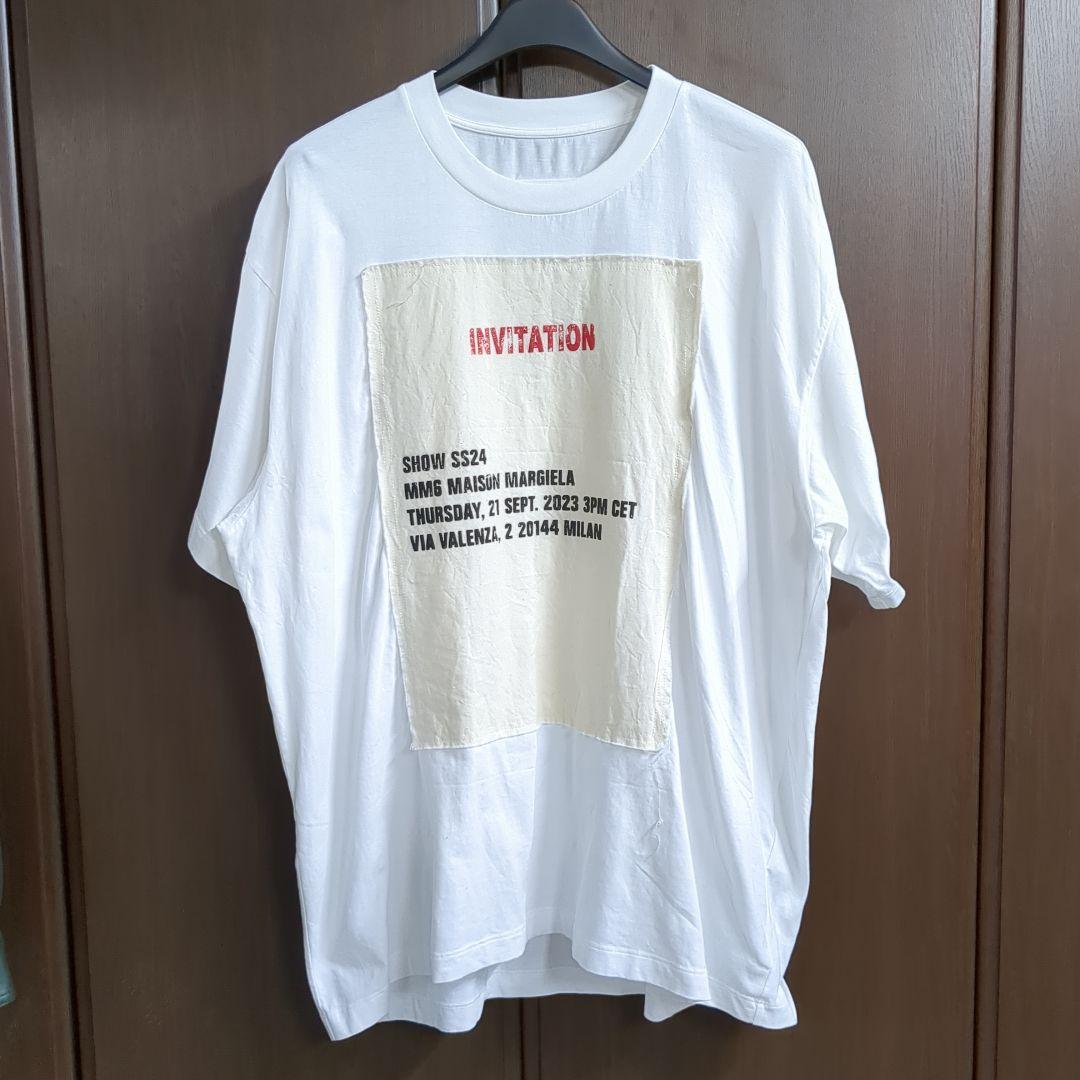 INVITATION
SHOW SS24
MM6 MAISON MARGIELA
THURSDAY, 21 SEPT. 2023 3PM CET
VIA VALENZA, 2 20144 MILAN